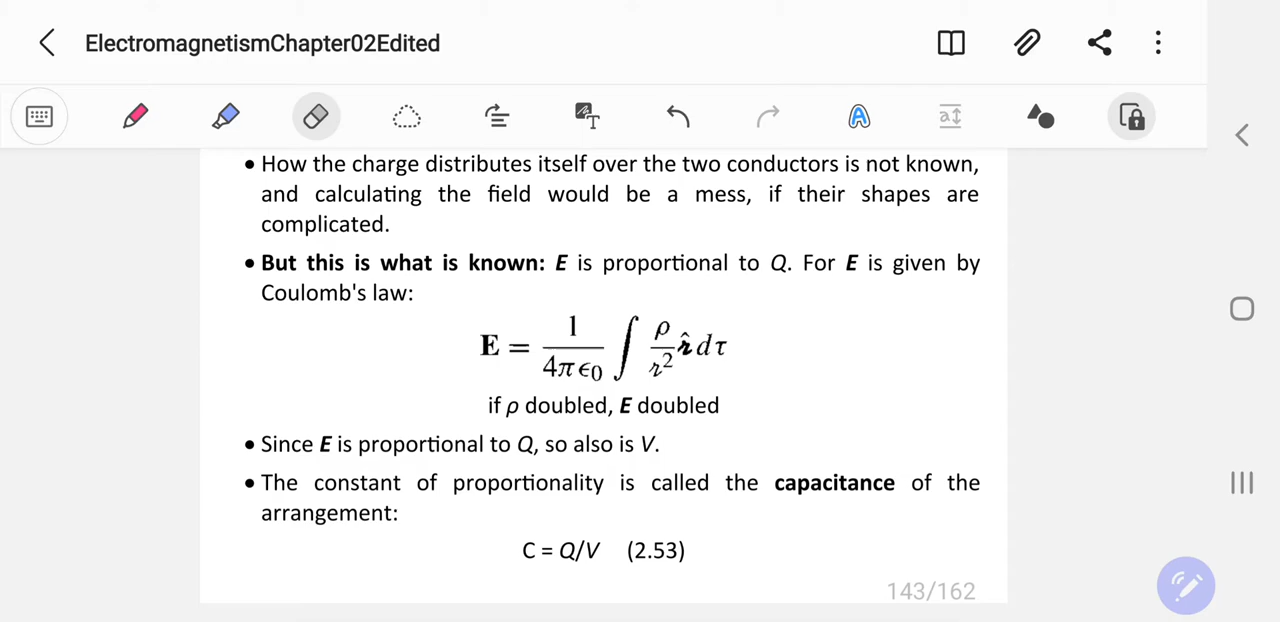 ElectromagnetismChapter02Edited
• How the charge distributes itself over the two conductors is not known,
and calculating the field would be a mess, if their shapes are
complicated.
• But this is what is known: E is proportional to Q. For E is given by
Coulomb's law:
E = 1/4πϵ₀ ∫ ρ/𝓇² 𝓇̂ dτ
if ρ doubled, E doubled
• Since E is proportional to Q, so also is V.
• The constant of proportionality is called the capacitance of the
arrangement:
C = Q/V (2.53)
143/162